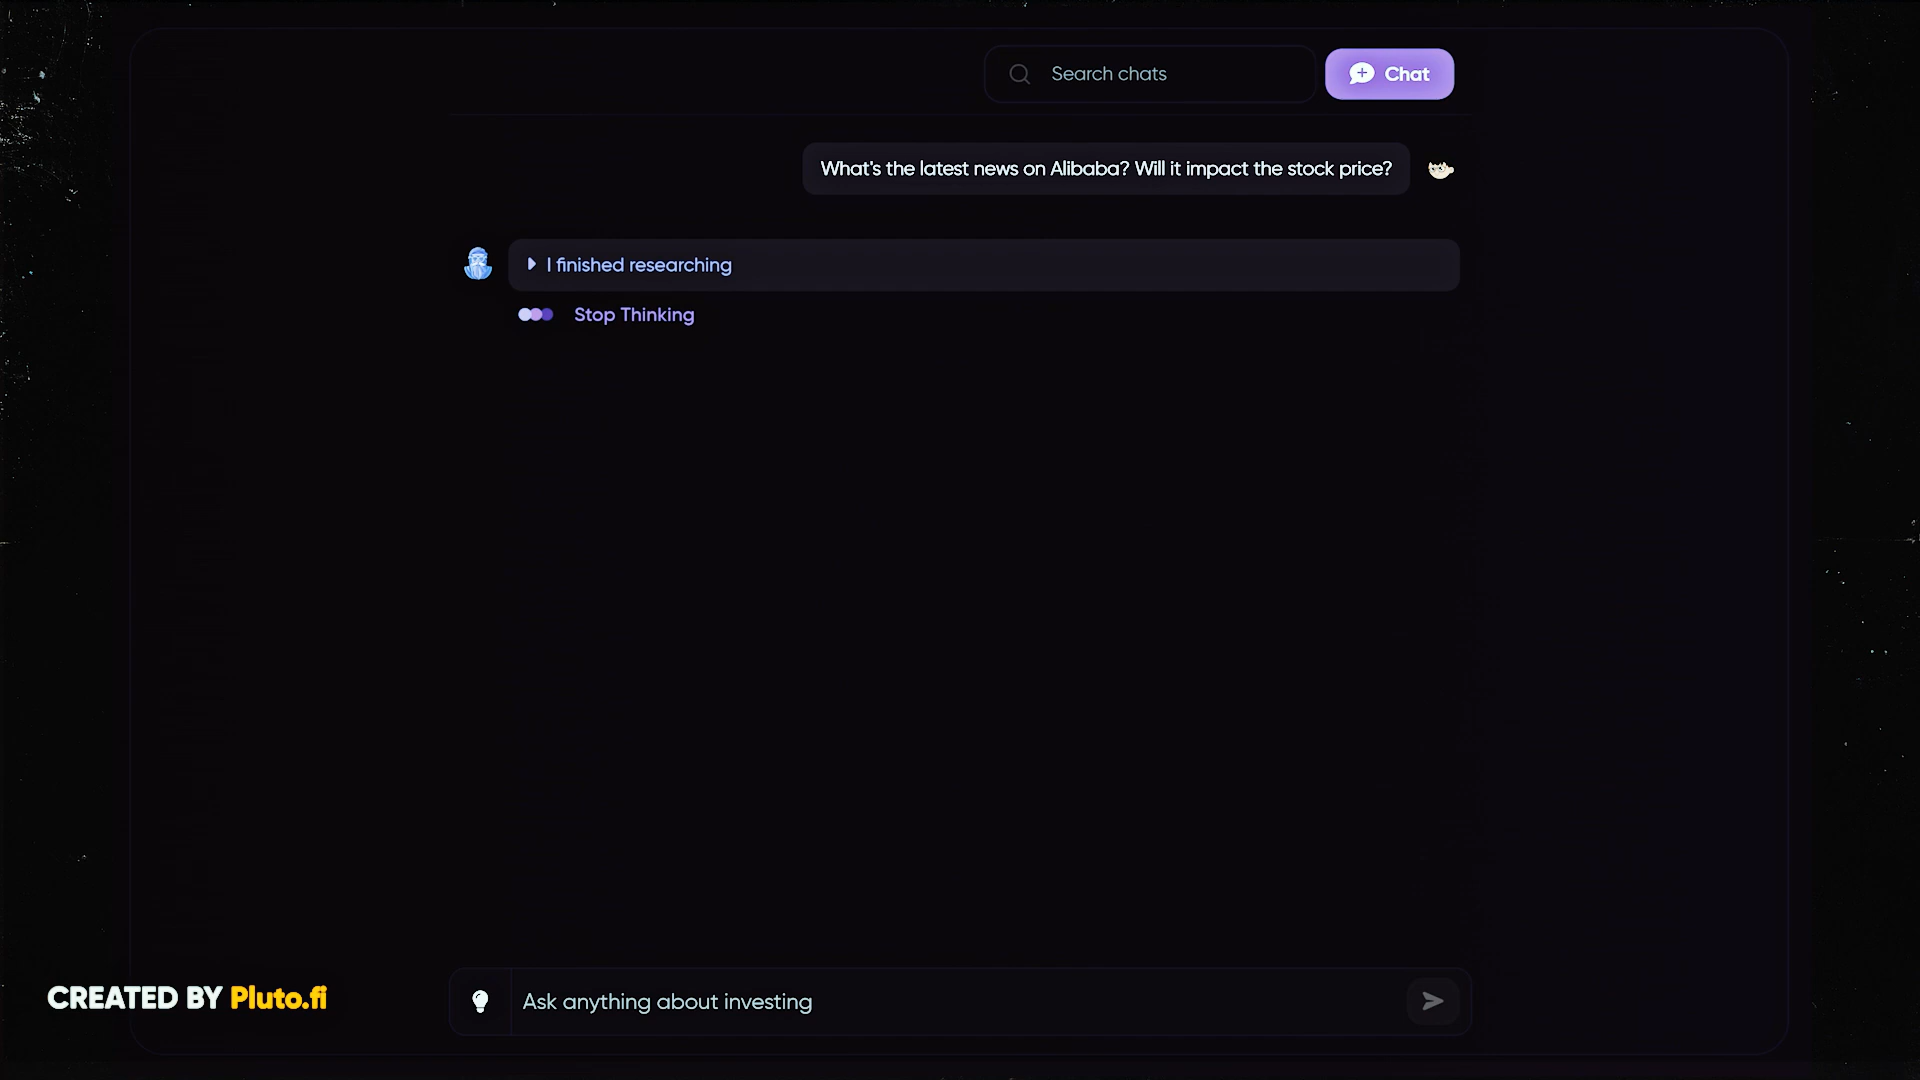 Search chats
Chat
What's the latest news on Alibaba? Will it impact the stock price?
I finished researching
Stop Thinking
CREATED BY Pluto.fi
Ask anything about investing